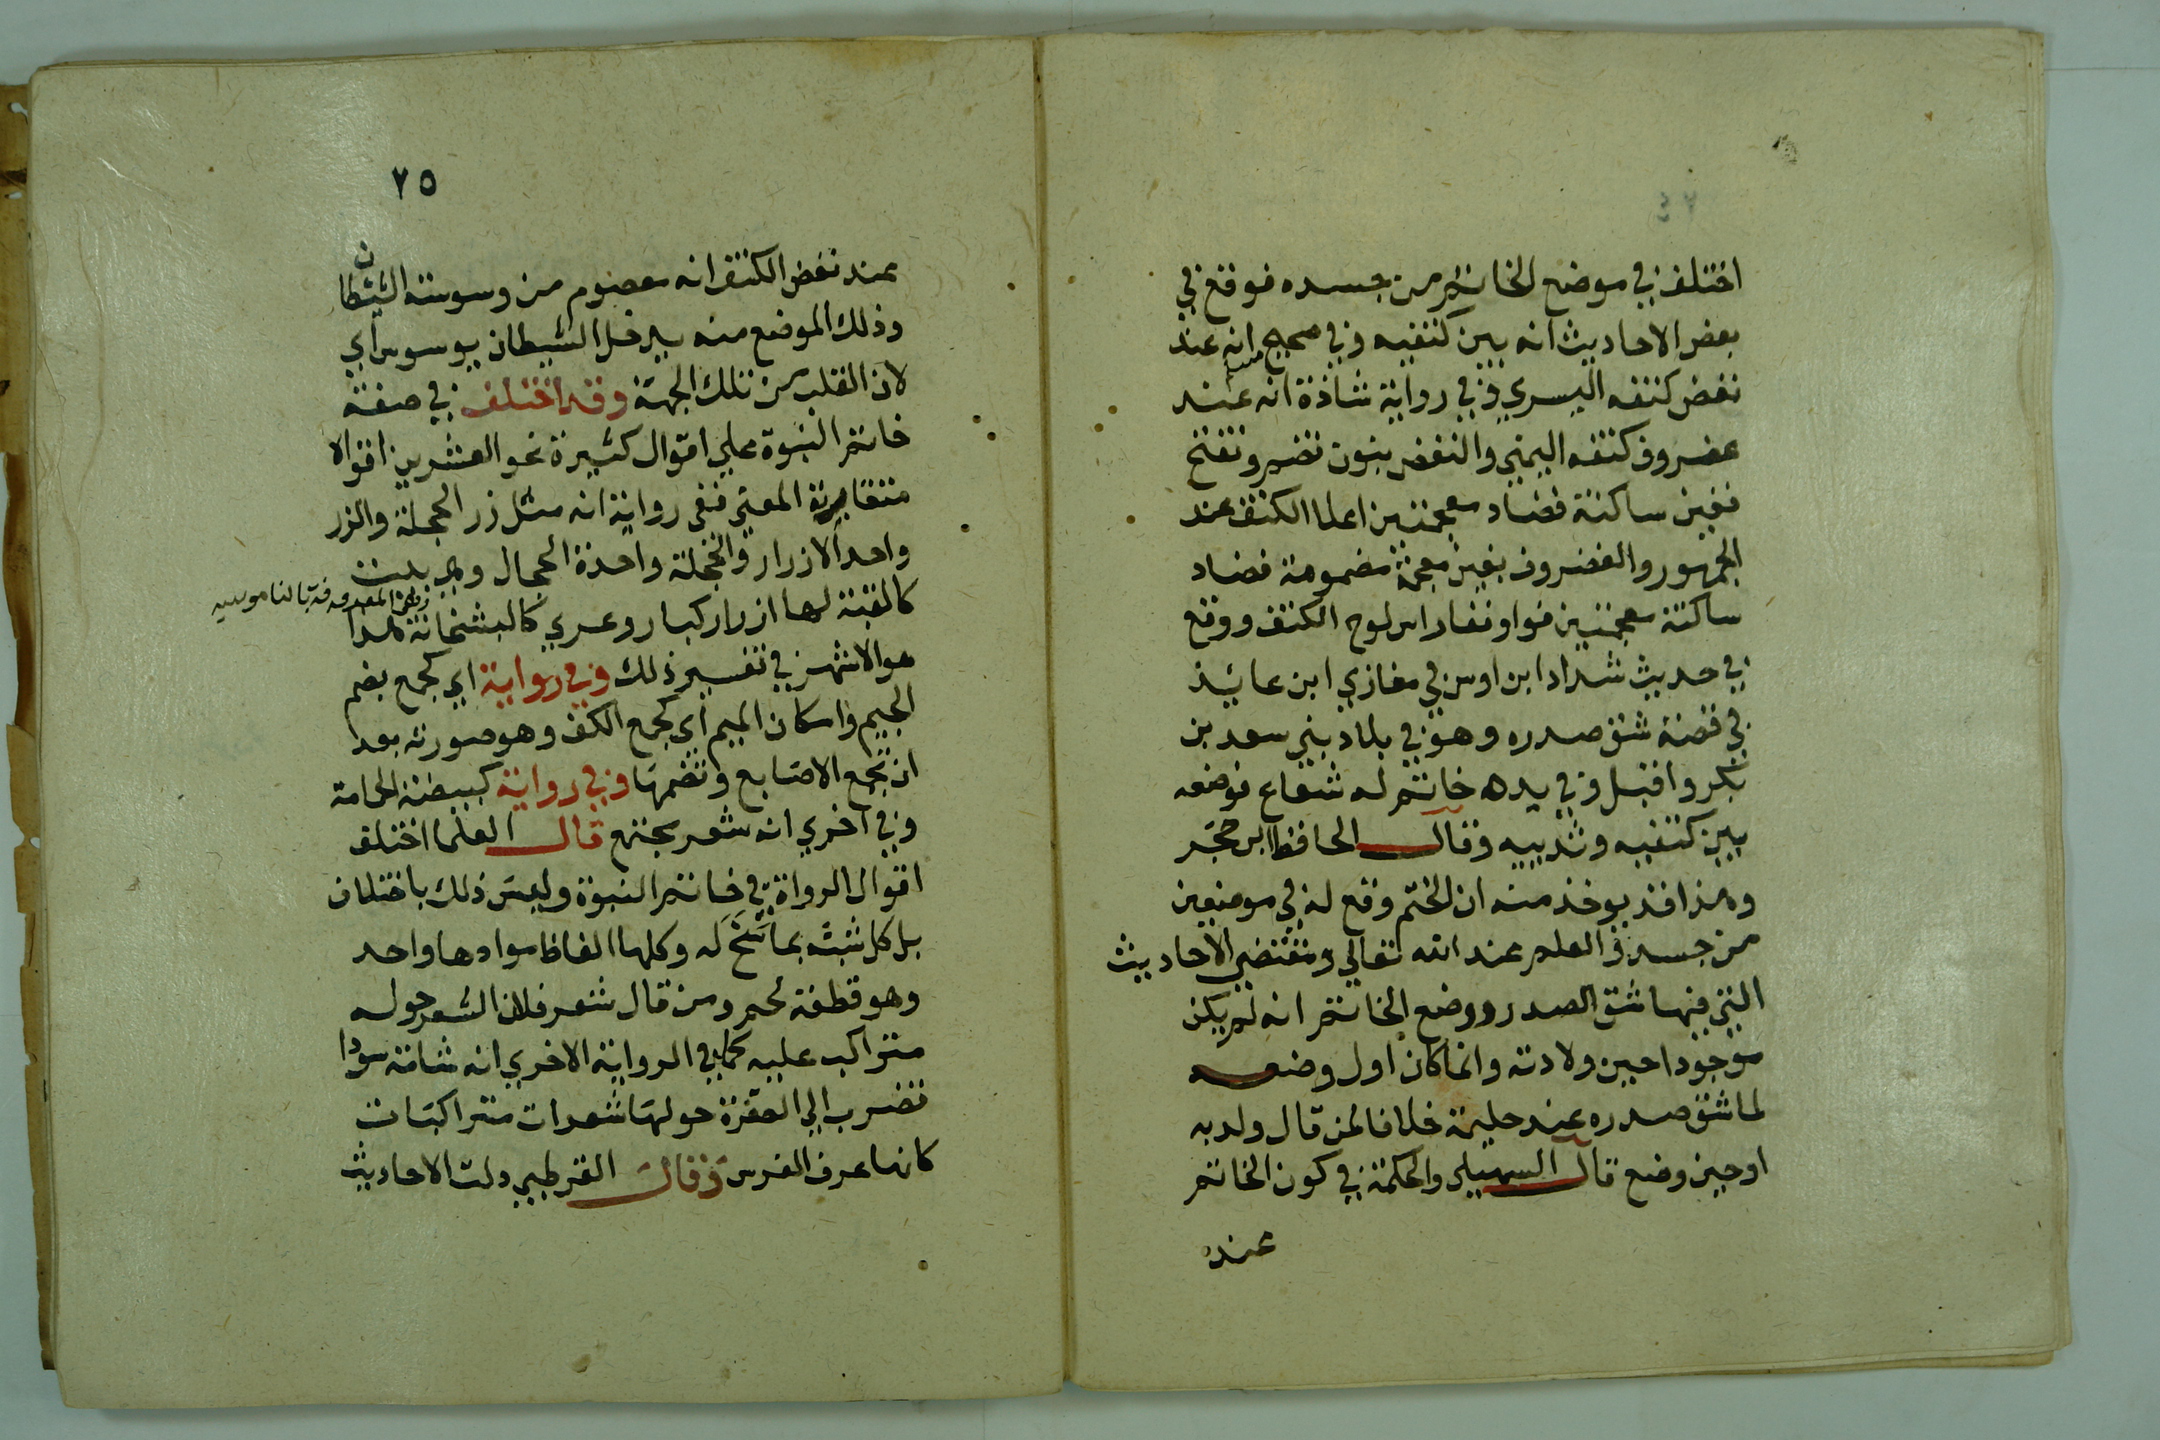 اختلف في موضع الخاتم من جسده فوقع في
بعض الاحاديث انه بين كتفيه وفي صحيح مسلم انه عند
نغض كتفه اليسري وفي رواية شاذة انه عند
غضروف كتفه اليمني والنغض بنون تضم وتفتح
فغين ساكنة فضاد معجمتين اعلا الكتف عند
الجمهور والغضروف بغين معجمة مضمومة فضاد
ساكنة معجمتين فواو ففا راس لوح الكتف ووقع
في حديث شداد ابن اوس في مغازي ابن عائذ
في قصة شق صدره وهو في بلاد بني سعد بن
بكر واقبل وفي يده خاتم له شعاع فوضعه
بين كتفيه وثدييه وقال الحافظ ابن حجر
وهذا قد يوخذ منه ان الختم وقع له في موضعين
من جسده والعلم عند الله تعالي ومقتضي الاحاديث
التي فيها شق الصدر ووضع الخاتم انه لم يكن
موجودا حين ولادته وانما كان اول وضعه
لما شق صدره عند حليمة خلافا لمن قال ولد به
او حين وضع قال السهيلي والحكمة في كون الخاتم
عند
٧٥
عند نغض الكتف انه معصوم من وسوسة الشيطان
وذلك الموضع منه يدخل الشيطان يوسوس اي
لان القلب من تلك الجهة وقد اختلف في صفة
خاتم النبوة علي اقوال كثيرة نحو العشرين اقوالا
متقاربة المعني ففي رواية انه مثل زر الحجلة والزر
واحد الازرار والحجلة واحدة الحجال وهي بيت
كالقبة لها ازرار كبار وعري كالبشخانة هذا
المعروفة بالناموسيه
هو الاشهر في تفسير ذلك وفي رواية اي كجمع بضم
الجيم واسكان الميم اي كجمع الكف وهو صورته بعد
ان تجمع الاصابع وتضمها وفي رواية كبيضة الحمامة
وفي اخري انه شعر مجتمع قال العلما اختلف
اقوال الرواة في خاتم النبوة وليس ذلك باختلاف
بل كل شبه بما سنح له وكلها الفاظ موادها واحد
وهو قطعة لحم ومن قال شعر فلان الشعر حوله
متراكب عليه كما في الرواية الاخري انه شامة سودا
تضرب الي الصفرة حولها شعرات متراكبات
كانها عرف الفرس وقال القرطبي دلت الاحاديث